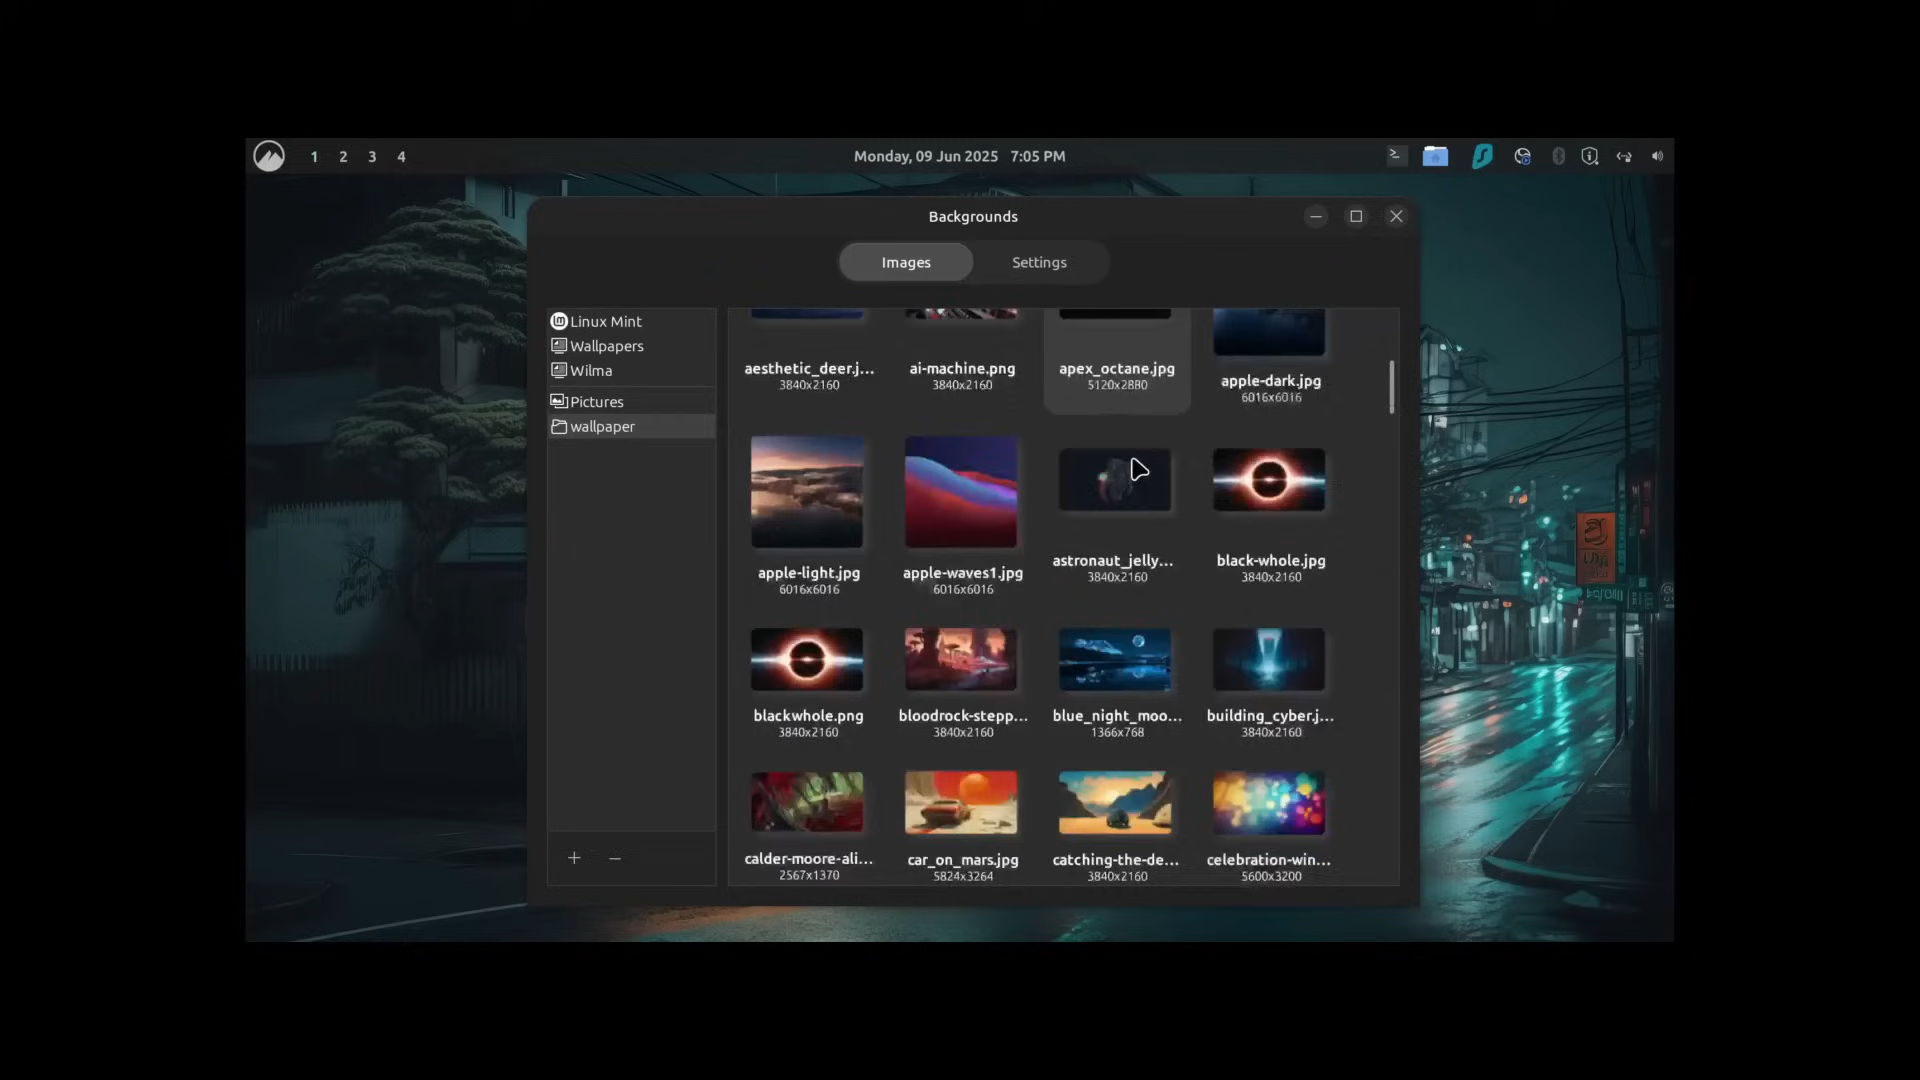 1 2 3 4
Monday, 09 Jun 2025 7:05 PM
Backgrounds
Images
Settings
Linux Mint
Wallpapers
Wilma
Pictures
wallpaper
aesthetic_deer.j...
3840x2160
ai-machine.png
3840x2160
apex_octane.jpg
5120x2880
apple-dark.jpg
6016x6016
apple-light.jpg
6016x6016
apple-waves1.jpg
6016x6016
astronaut_jelly...
3840x2160
black-whole.jpg
3840x2160
blackwhole.png
3840x2160
bloodrock-stepp...
3840x2160
blue_night_moo...
1366x768
building_cyber.j...
3840x2160
calder-moore-ali...
2567x1370
car_on_mars.jpg
5824x3264
catching-the-de...
3840x2160
celebration-win...
5600x3200